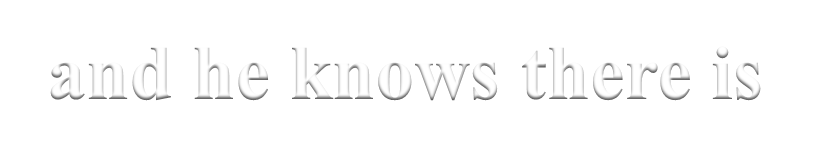 and he knows there is